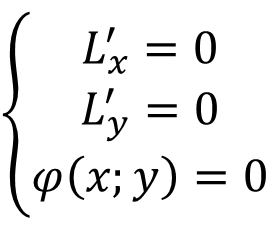 L′ₓ = 0
L′ᵧ = 0
φ(x; y) = 0